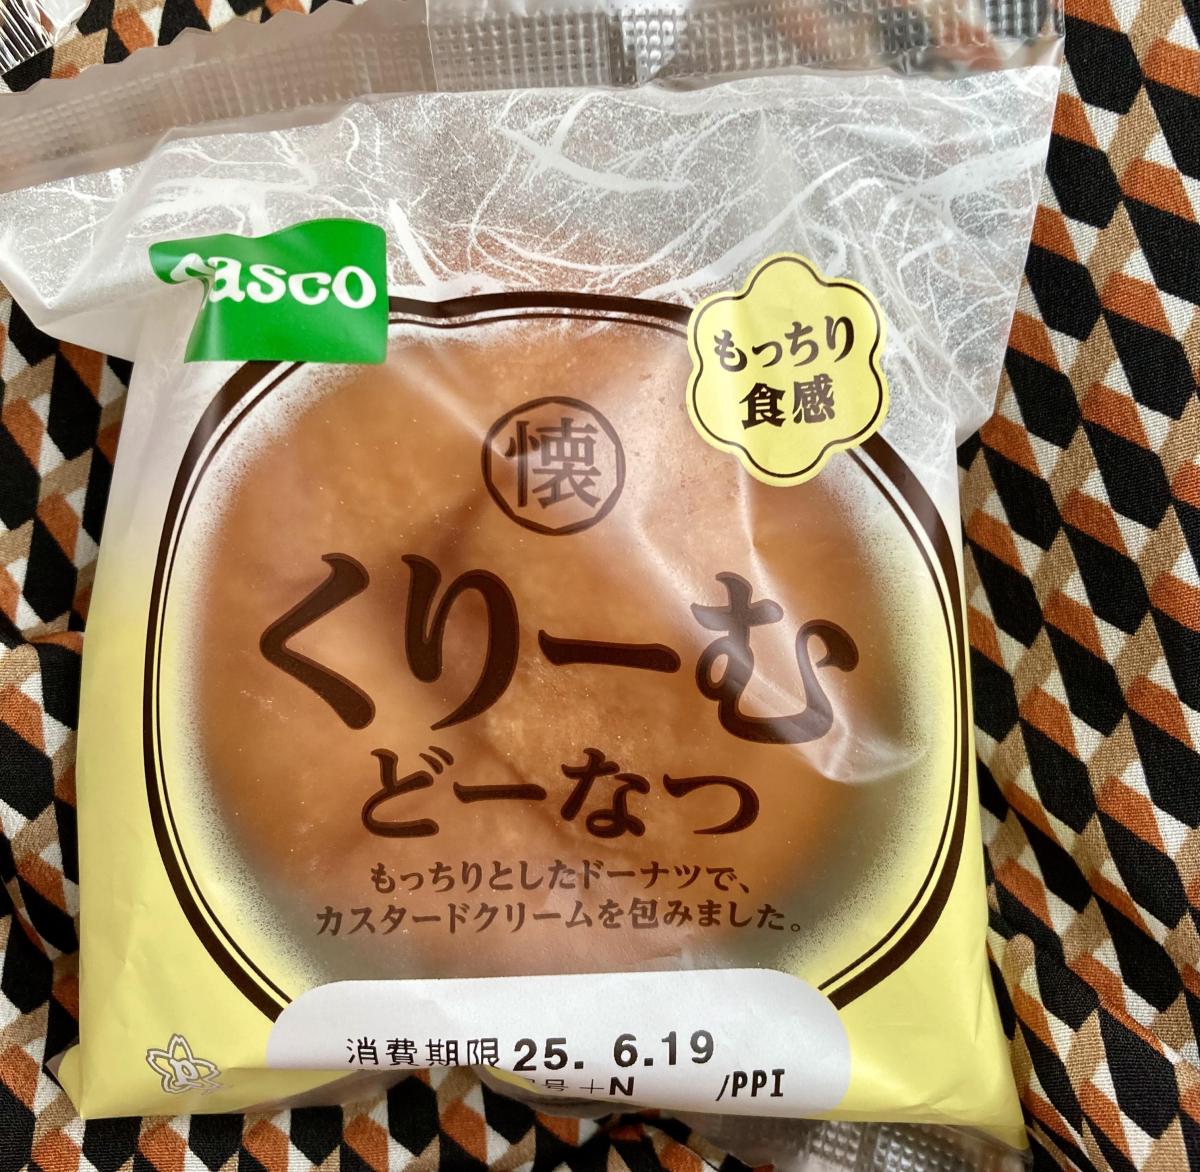 Pasco
もっちり
食感
懐
くりーむ
どーなつ
もっちりとしたドーナツで、
カスタードクリームを包みました。
消費期限 25. 6.19
号 +N /PPI